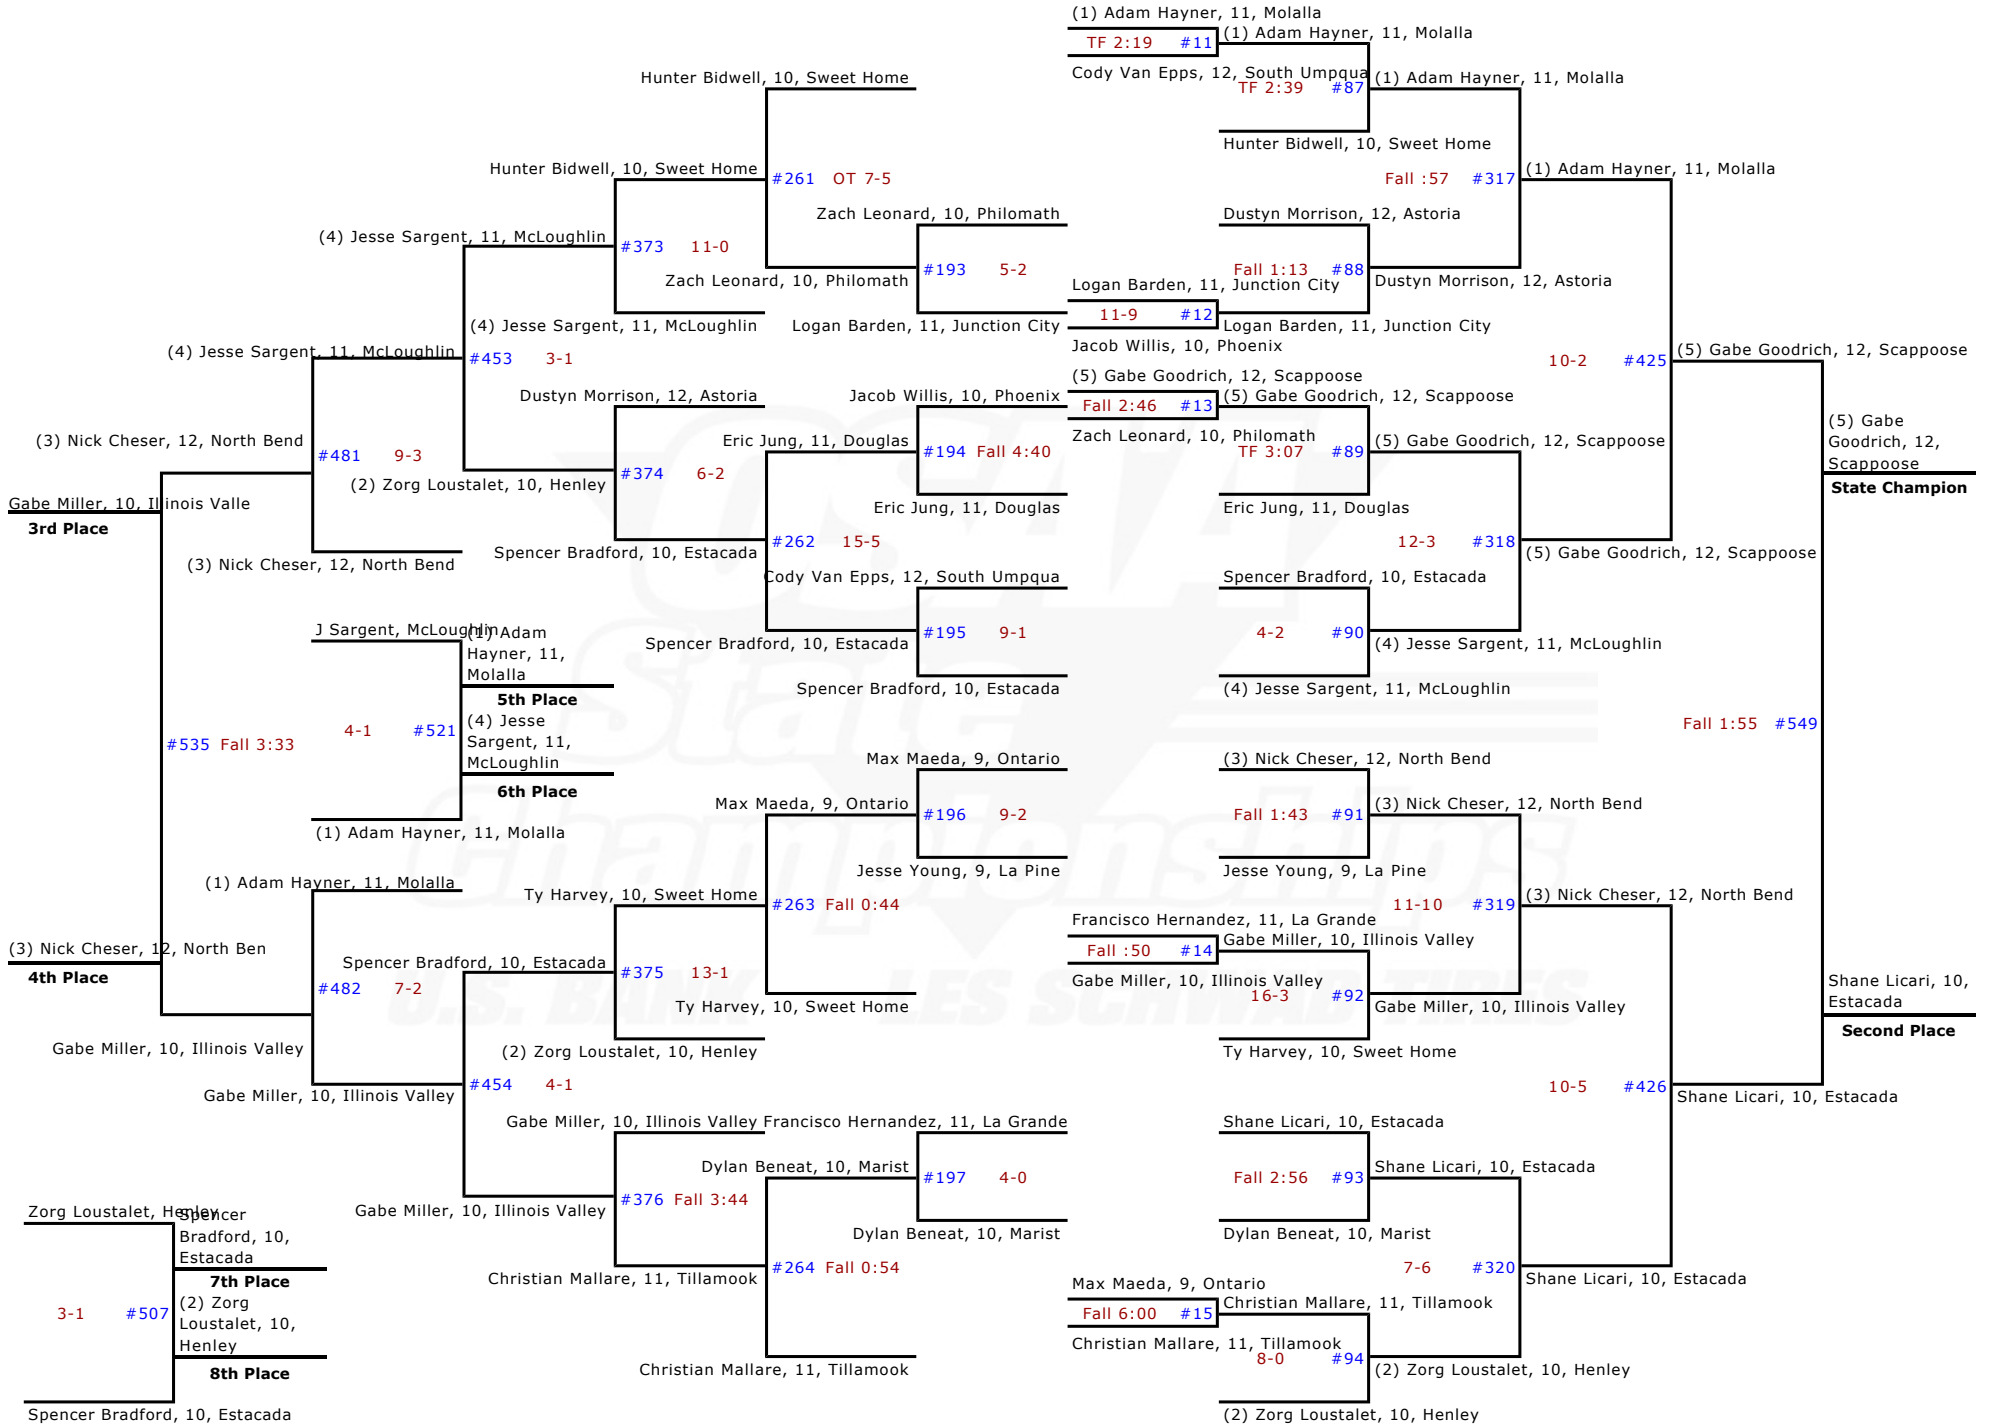 (1) Adam Hayner, 11, Molalla
TF 2:19 #11
(1) Adam Hayner, 11, Molalla
Cody Van Epps, 12, South Umpqua
Hunter Bidwell, 10, Sweet Home
TF 2:39 #87
(1) Adam Hayner, 11, Molalla
Hunter Bidwell, 10, Sweet Home
Hunter Bidwell, 10, Sweet Home
#261 OT 7-5
Fall :57 #317
(1) Adam Hayner, 11, Molalla
Zach Leonard, 10, Philomath
Dustyn Morrison, 12, Astoria
(4) Jesse Sargent, 11, McLoughlin
#373 11-0
Zach Leonard, 10, Philomath
#193 5-2
Fall 1:13 #88
Dustyn Morrison, 12, Astoria
Logan Barden, 11, Junction City
11-9 #12
(4) Jesse Sargent, 11, McLoughlin
Logan Barden, 11, Junction City
Logan Barden, 11, Junction City
Jacob Willis, 10, Phoenix
(4) Jesse Sargent, 11, McLoughlin
#453 3-1
10-2 #425
(5) Gabe Goodrich, 12, Scappoose
(5) Gabe Goodrich, 12, Scappoose
Dustyn Morrison, 12, Astoria
Jacob Willis, 10, Phoenix
Fall 2:46 #13
(5) Gabe Goodrich, 12, Scappoose
Zach Leonard, 10, Philomath
(5) Gabe
Goodrich, 12,
Scappoose
State Champion
(3) Nick Cheser, 12, North Bend
#481 9-3
Eric Jung, 11, Douglas
#194 Fall 4:40
TF 3:07 #89
(5) Gabe Goodrich, 12, Scappoose
#374 6-2
(2) Zorg Loustalet, 10, Henley
Gabe Miller, 10, Illinois Valle
3rd Place
Eric Jung, 11, Douglas
Eric Jung, 11, Douglas
OSAA
Spencer Bradford, 10, Estacada
#262 15-5
12-3 #318
(5) Gabe Goodrich, 12, Scappoose
(3) Nick Cheser, 12, North Bend
Cody Van Epps, 12, South Umpqua
Spencer Bradford, 10, Estacada
J Sargent, McLoughlin
(1) Adam
Hayner, 11,
Molalla
5th Place
Spencer Bradford, 10, Estacada
#195 9-1
4-2 #90
(4) Jesse Sargent, 11, McLoughlin
State
Spencer Bradford, 10, Estacada
(4) Jesse Sargent, 11, McLoughlin
#535 Fall 3:33
4-1 #521
(4) Jesse
Sargent, 11,
McLoughlin
6th Place
Fall 1:55 #549
Max Maeda, 9, Ontario
(3) Nick Cheser, 12, North Bend
Max Maeda, 9, Ontario
#196 9-2
Fall 1:43 #91
(3) Nick Cheser, 12, North Bend
(1) Adam Hayner, 11, Molalla
Championships
Jesse Young, 9, La Pine
Jesse Young, 9, La Pine
(1) Adam Hayner, 11, Molalla
Ty Harvey, 10, Sweet Home
#263 Fall 0:44
11-10 #319
(3) Nick Cheser, 12, North Bend
Francisco Hernandez, 11, La Grande
Fall :50 #14
Gabe Miller, 10, Illinois Valley
Gabe Miller, 10, Illinois Valley
(3) Nick Cheser, 12, North Ben
4th Place
Spencer Bradford, 10, Estacada
#375 13-1
#482 7-2
16-3 #92
Gabe Miller, 10, Illinois Valley
U.S. BANK LES SCHWAB TIRES
Ty Harvey, 10, Sweet Home
Shane Licari, 10,
Estacada
Second Place
Gabe Miller, 10, Illinois Valley
(2) Zorg Loustalet, 10, Henley
Ty Harvey, 10, Sweet Home
#454 4-1
10-5 #426
Shane Licari, 10, Estacada
Gabe Miller, 10, Illinois Valley
Gabe Miller, 10, Illinois Valley
Francisco Hernandez, 11, La Grande
Shane Licari, 10, Estacada
Dylan Beneat, 10, Marist
#197 4-0
Fall 2:56 #93
Shane Licari, 10, Estacada
#376 Fall 3:44
Gabe Miller, 10, Illinois Valley
Dylan Beneat, 10, Marist
Dylan Beneat, 10, Marist
Zorg Loustalet, Henley
Spencer
Bradford, 10,
Estacada
7th Place
Christian Mallare, 11, Tillamook
#264 Fall 0:54
7-6 #320
Shane Licari, 10, Estacada
Max Maeda, 9, Ontario
Fall 6:00 #15
Christian Mallare, 11, Tillamook
Christian Mallare, 11, Tillamook
3-1 #507
(2) Zorg
Loustalet, 10,
Henley
8th Place
8-0 #94
(2) Zorg Loustalet, 10, Henley
Christian Mallare, 11, Tillamook
Spencer Bradford, 10, Estacada
(2) Zorg Loustalet, 10, Henley